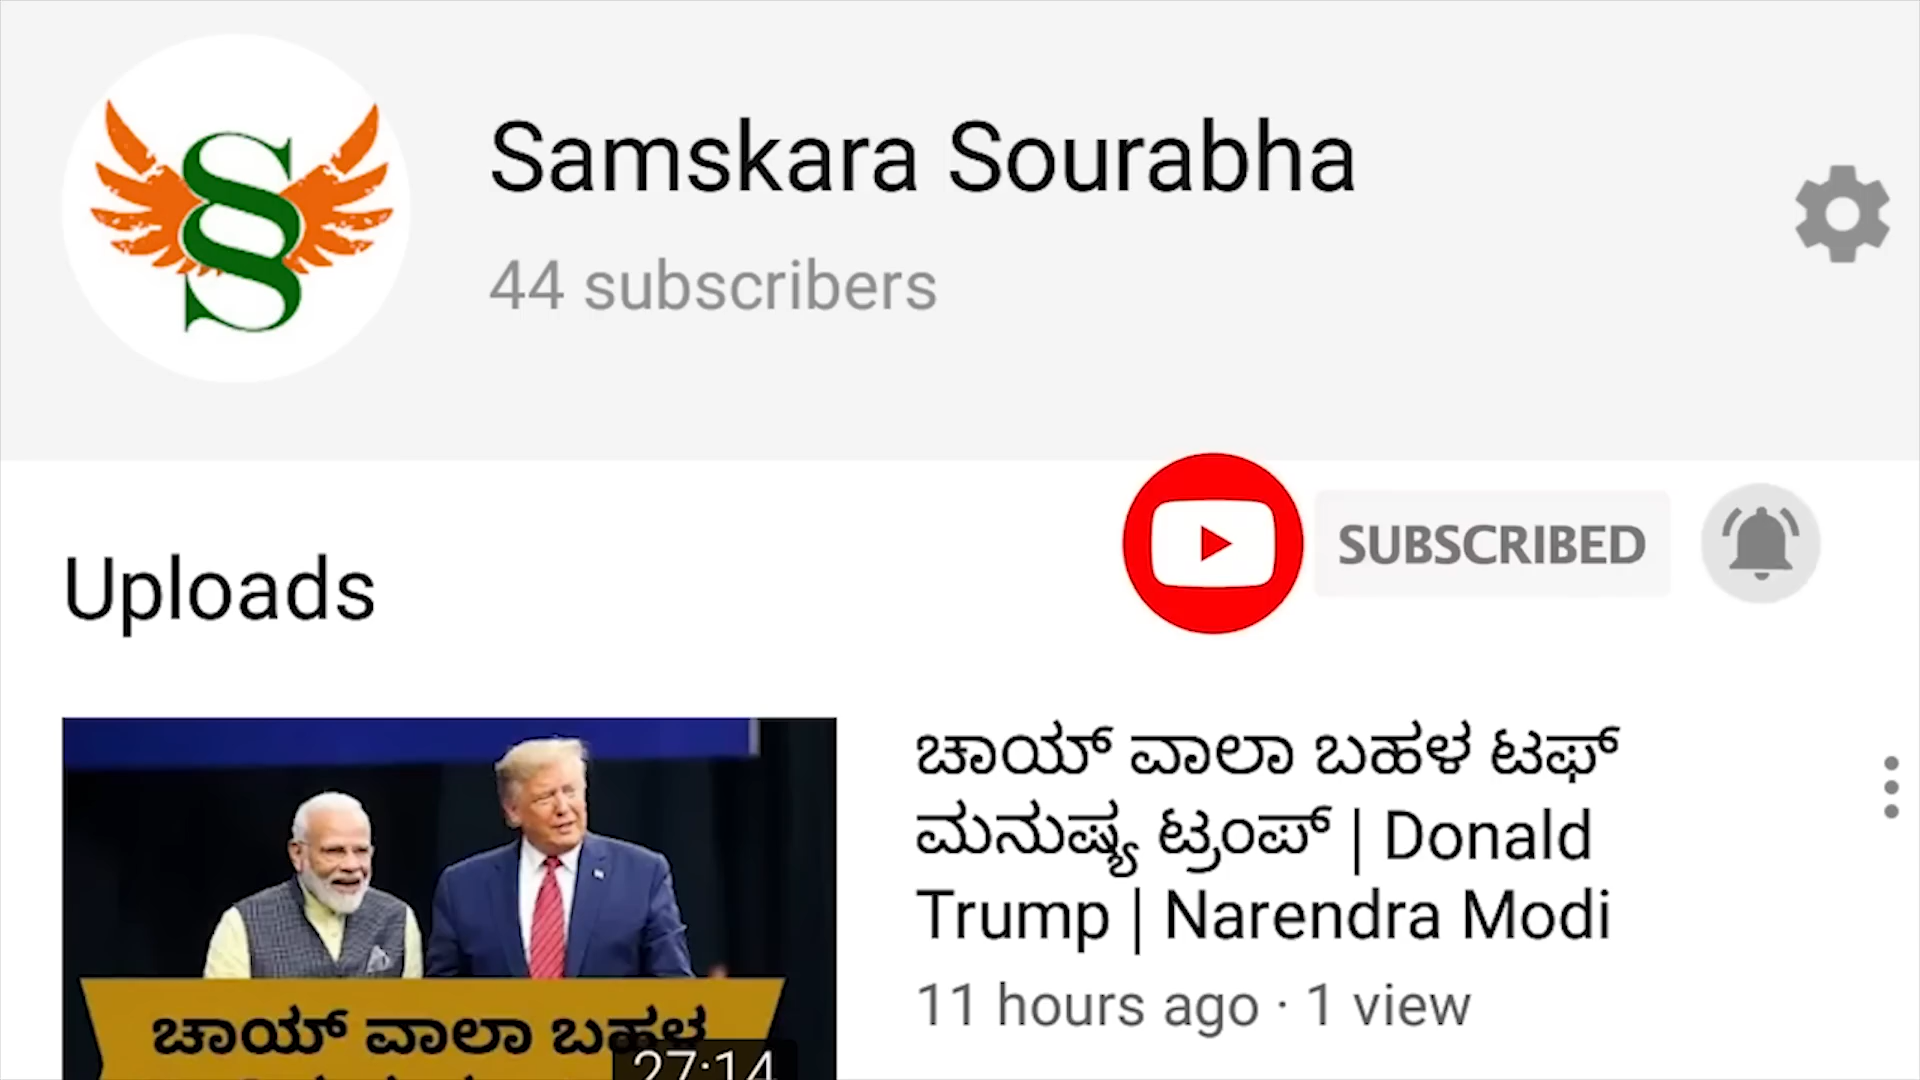 Samskara Sourabha
44 subscribers
SUBSCRIBED
Uploads
ಚಾಯ್ ವಾಲಾ ಬಹಳ ಟಫ್
ಮನುಷ್ಯ ಟ್ರಂಪ್ | Donald
Trump | Narendra Modi
11 hours ago · 1 view
ಚಾಯ್ ವಾಲಾ ಬಹಳ
27:14